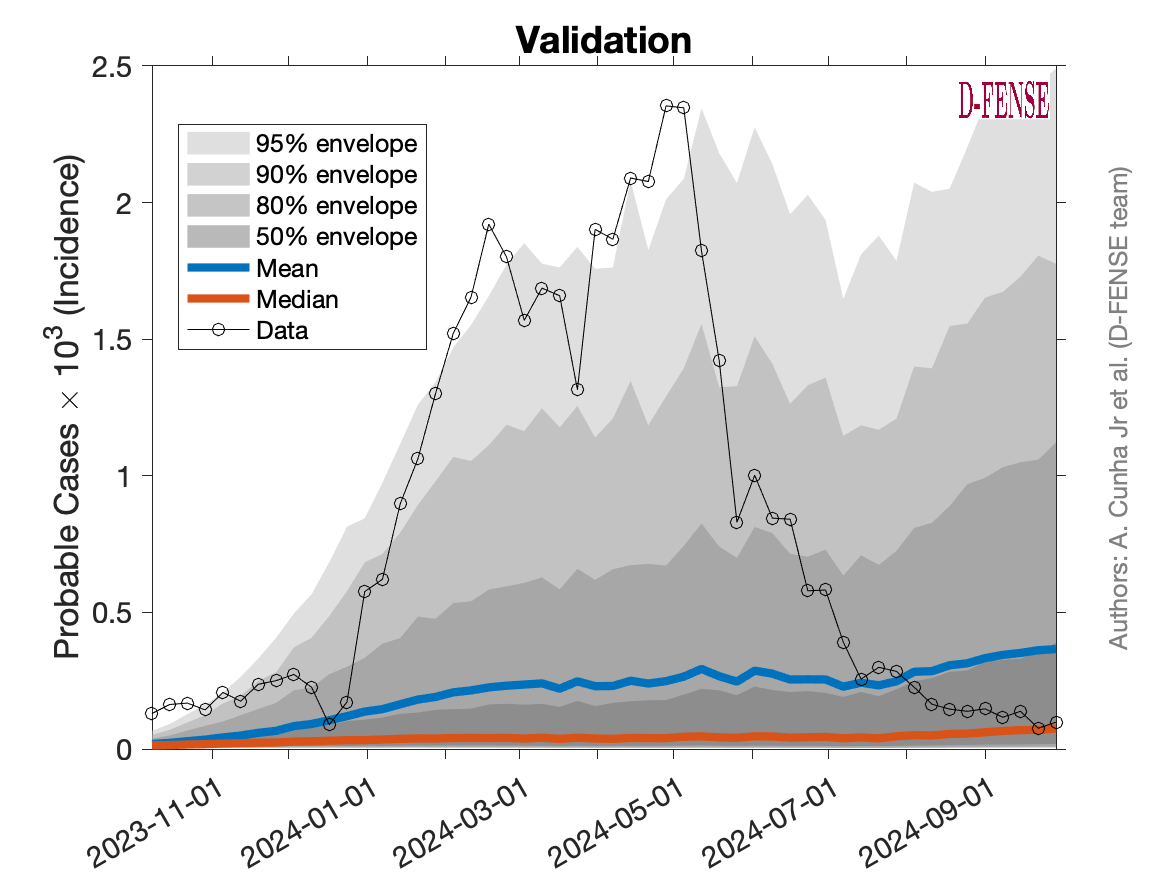 Validation
D-FENSE
95% envelope
90% envelope
80% envelope
50% envelope
Mean
Median
Data
Probable Cases × 10³ (Incidence)
2.5
2
1.5
1
0.5
0
2023-11-01
2024-01-01
2024-03-01
2024-05-01
2024-07-01
2024-09-01
Authors: A. Cunha Jr et al. (D-FENSE team)